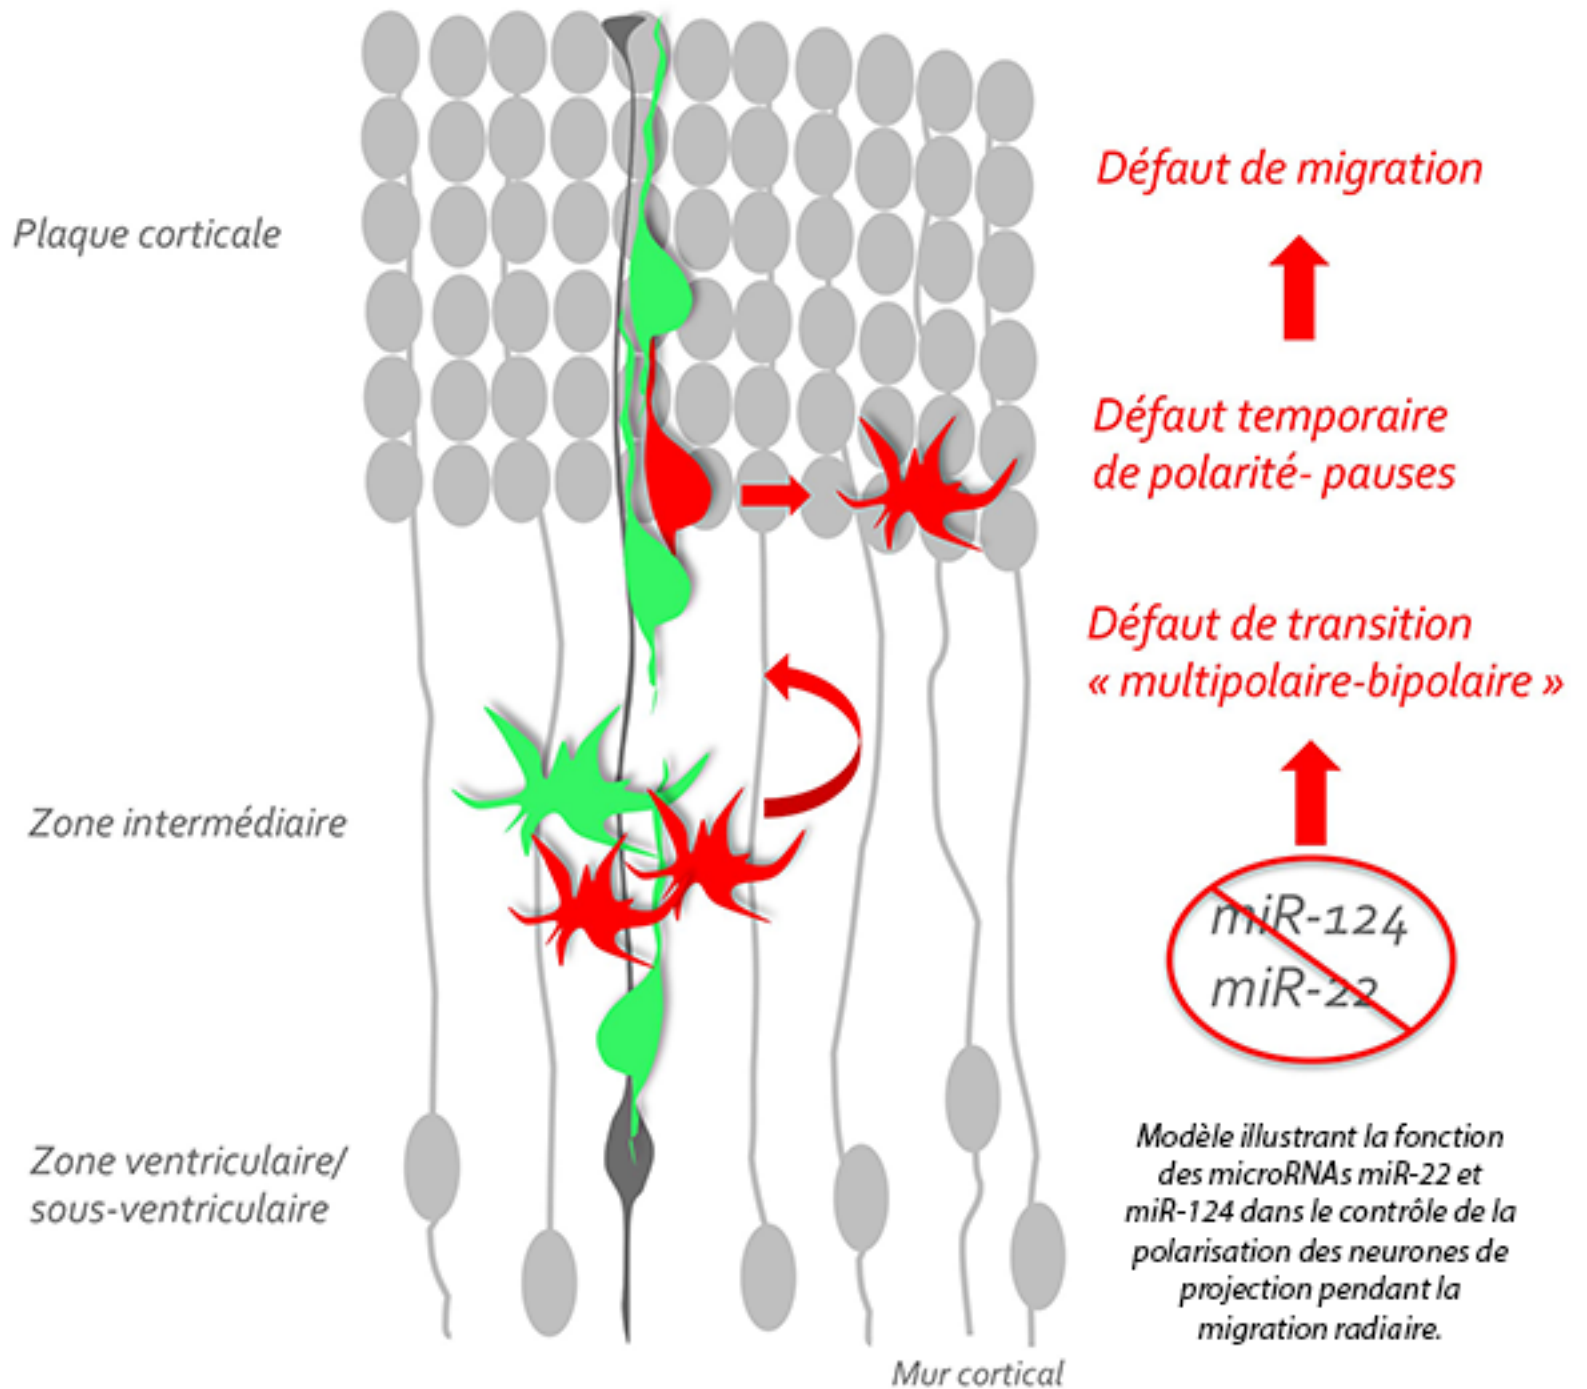 Plaque corticale
Zone intermédiaire
Zone ventriculaire/
sous-ventriculaire
Mur cortical
Défaut de migration
Défaut temporaire
de polarité- pauses
Défaut de transition
« multipolaire-bipolaire »
miR-124
miR-22
Modèle illustrant la fonction
des microRNAs miR-22 et
miR-124 dans le contrôle de la
polarisation des neurones de
projection pendant la
migration radiaire.